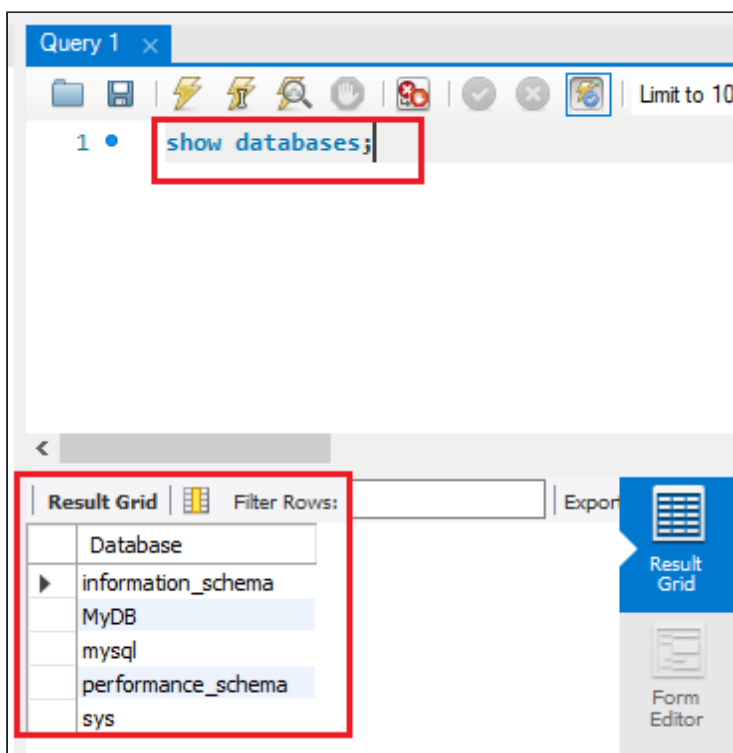 Query 1
Limit to 10
1 show databases;
Result Grid Filter Rows: Export
Database
information_schema
MyDB
mysql
performance_schema
sys
Result
Grid
Form
Editor